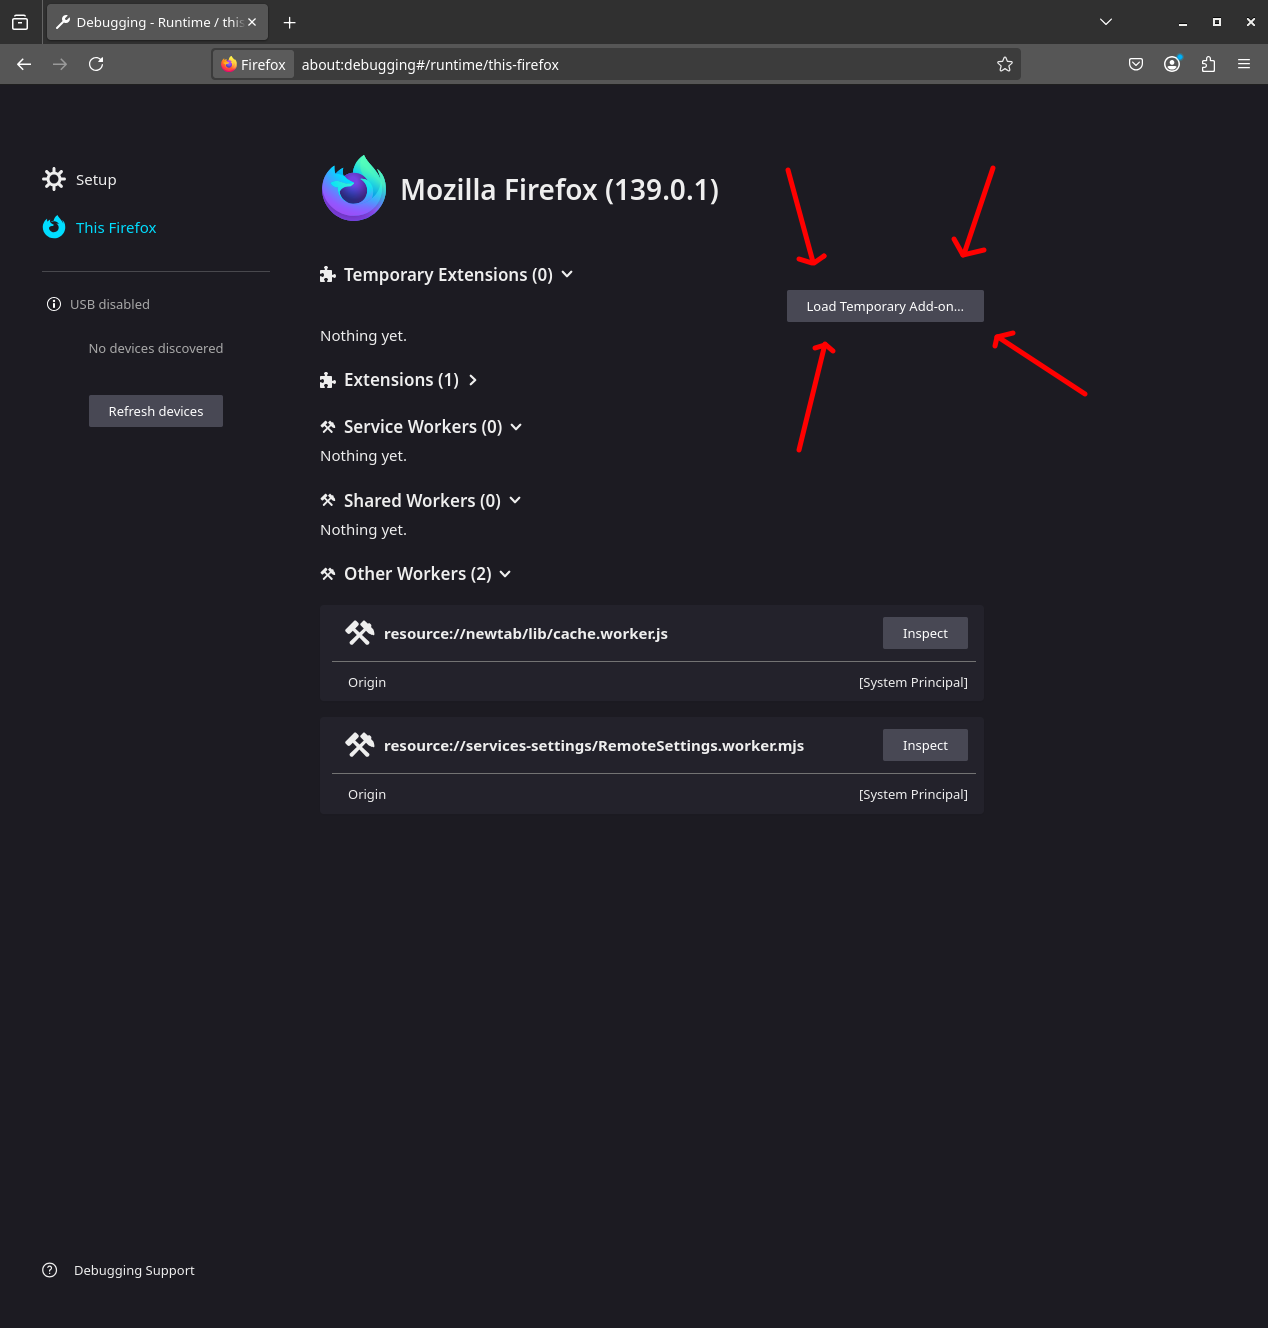 Debugging - Runtime / this
Firefox about:debugging#/runtime/this-firefox
Setup
This Firefox
USB disabled
No devices discovered
Refresh devices
Mozilla Firefox (139.0.1)
Temporary Extensions (0)
Load Temporary Add-on...
Nothing yet.
Extensions (1)
Service Workers (0)
Nothing yet.
Shared Workers (0)
Nothing yet.
Other Workers (2)
resource://newtab/lib/cache.worker.js
Inspect
Origin [System Principal]
resource://services-settings/RemoteSettings.worker.mjs
Inspect
Origin [System Principal]
Debugging Support